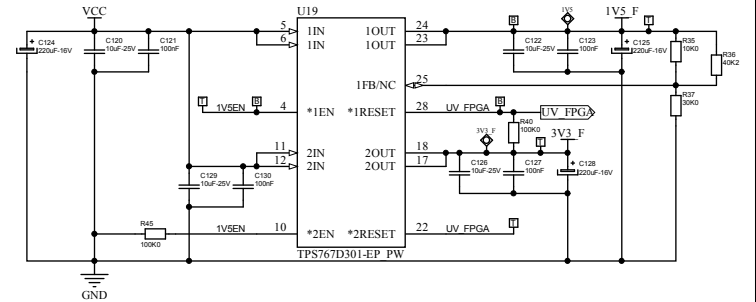 VCC
U19
1V5
1V5_F
B
T
C124
220uF-16V
C120
10uF-25V
C121
100nF
5
6
1IN
1IN
1OUT
1OUT
24
23
C122
10uF-25V
C123
100nF
C125
220uF-16V
R35
10K0
R36
40K2
1FB/NC
25
R37
30K0
T
1V5EN
B
4
*1EN
*1RESET
28
UV_FPGA
B
UV_FPGA
R40
100K0
3V3_F
3V3_F
T
11
12
2IN
2IN
2OUT
2OUT
18
17
C129
10uF-25V
C130
100nF
C126
10uF-25V
C127
100nF
C128
220uF-16V
R45
100K0
1V5EN
10
*2EN
*2RESET
22
UV_FPGA
T
TPS767D301-EP_PW
GND